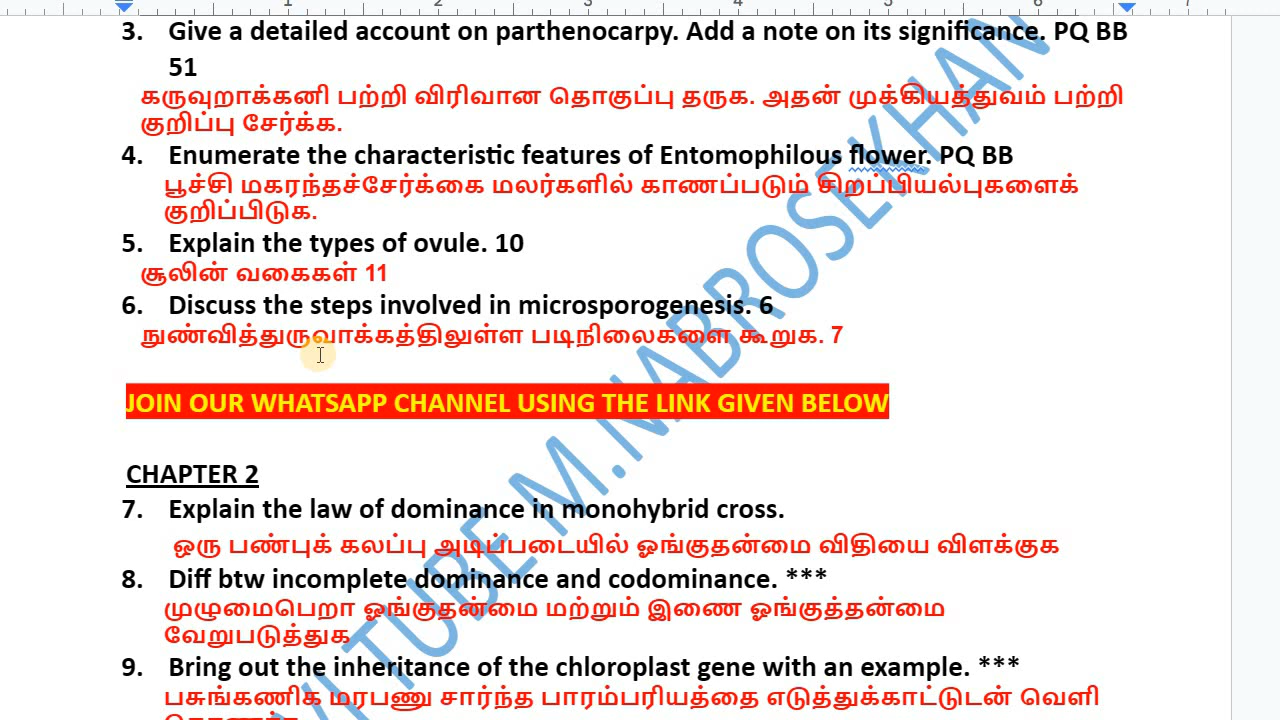 3. Give a detailed account on parthenocarpy. Add a note on its significance. PQ BB
51
கருவுறாக்கனி பற்றி விரிவான தொகுப்பு தருக. அதன் முக்கியத்துவம் பற்றி
குறிப்பு சேர்க்க.
4. Enumerate the characteristic features of Entomophilous flower. PQ BB
பூச்சி மகரந்தச்சேர்க்கை மலர்களில் காணப்படும் சிறப்பியல்புகளைக்
குறிப்பிடுக.
5. Explain the types of ovule. 10
சூலின் வகைகள் 11
6. Discuss the steps involved in microsporogenesis. 6
நுண்வித்துருவாக்கத்திலுள்ள படிநிலைகளை கூறுக. 7
JOIN OUR WHATSAPP CHANNEL USING THE LINK GIVEN BELOW
CHAPTER 2
7. Explain the law of dominance in monohybrid cross.
ஒரு பண்புக் கலப்பு அடிப்படையில் ஓங்குதன்மை விதியை விளக்குக
8. Diff btw incomplete dominance and codominance. ***
முழுமைபெறா ஓங்குதன்மை மற்றும் இணை ஓங்குத்தன்மை
வேறுபடுத்துக
9. Bring out the inheritance of the chloroplast gene with an example. ***
பசுங்கணிக மரபணு சார்ந்த பாரம்பரியத்தை எடுத்துக்காட்டுடன் வெளி
TUBE M.NABROSEKHAN